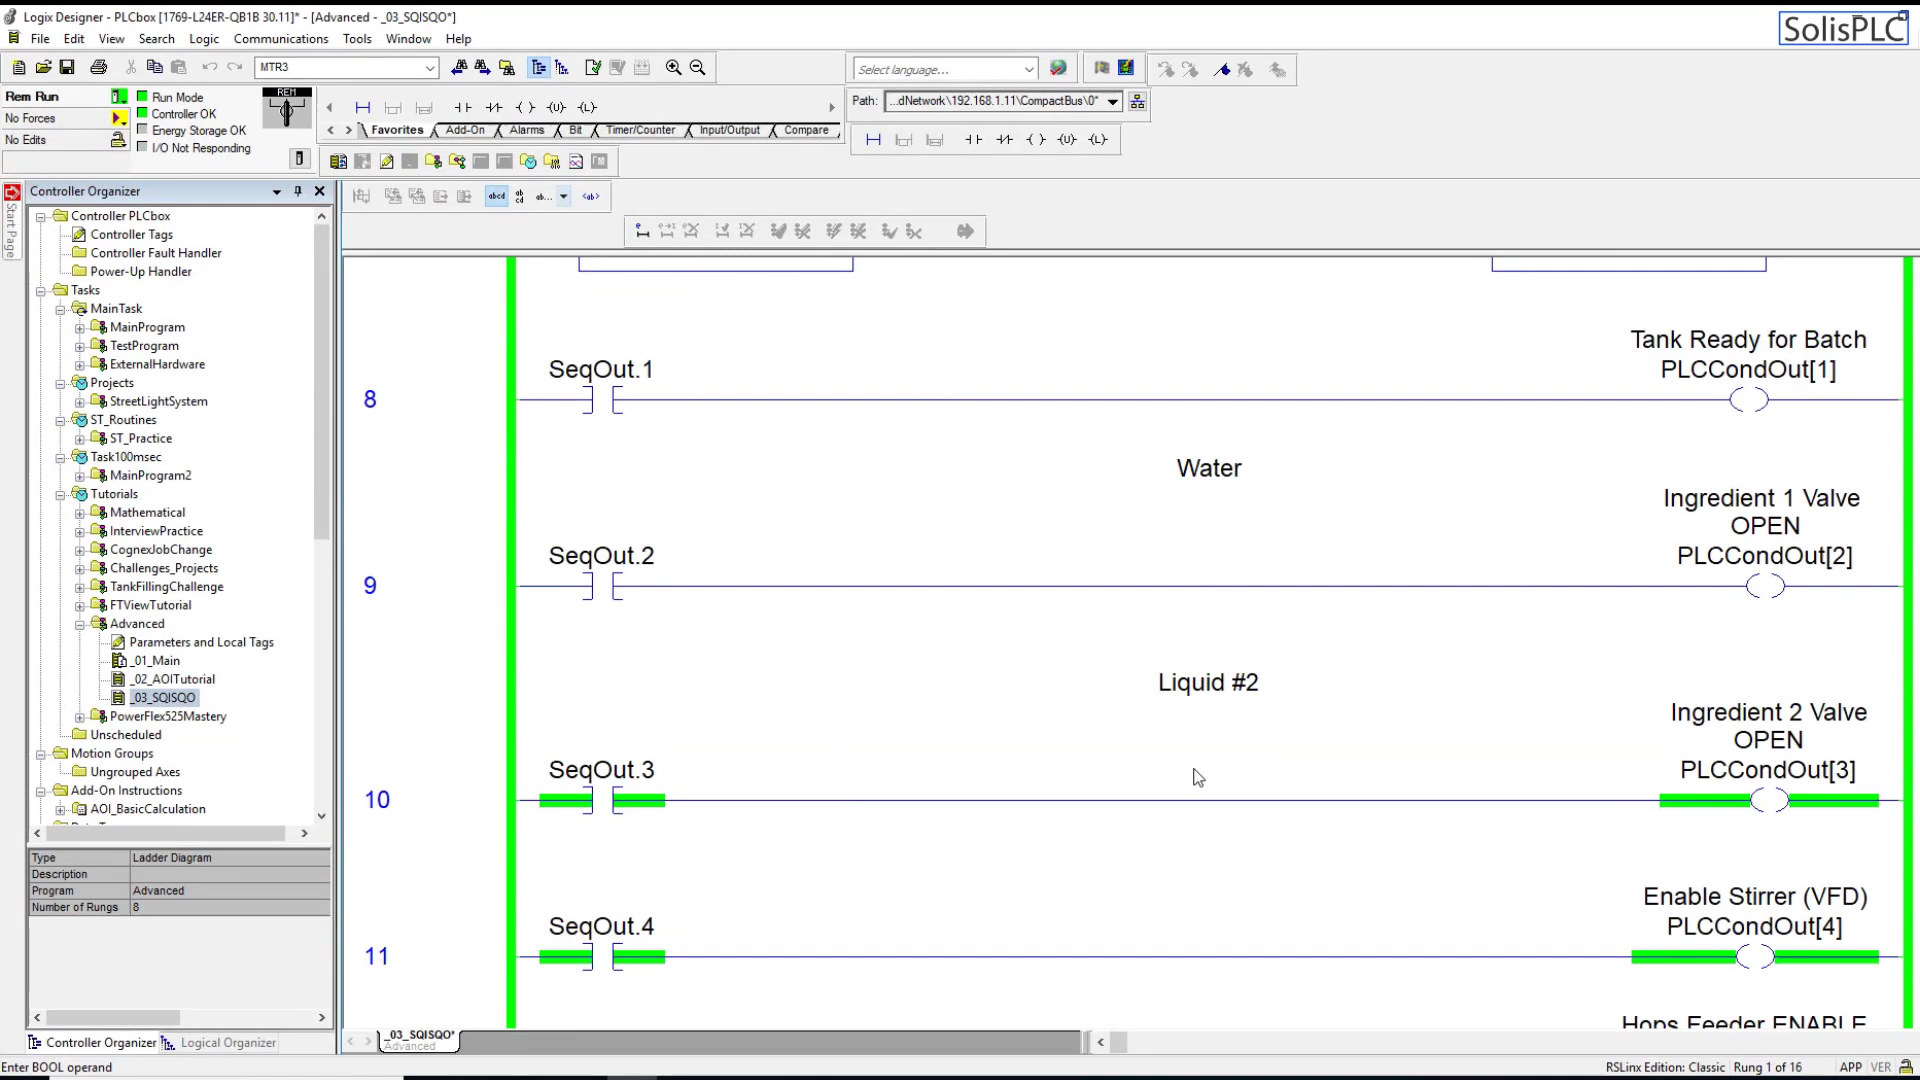 Logix Designer - PLCbox [1769-L24ER-QB1B 30.11]* - [Advanced - _03_SQISQO*]
SolisPLC
File Edit View Search Logic Communications Tools Window Help
MTR3
Select language...
Rem Run
No Forces
No Edits
Run Mode
Controller OK
Energy Storage OK
I/O Not Responding
REM
Path: ...dNetwork\192.168.1.11\CompactBus\0*
Favorites Add-On Alarms Bit Timer/Counter Input/Output Compare
Start Page
Controller Organizer
Controller PLCbox
Controller Tags
Controller Fault Handler
Power-Up Handler
Tasks
MainTask
MainProgram
TestProgram
ExternalHardware
Projects
StreetLightSystem
ST_Routines
ST_Practice
Task100msec
MainProgram2
Tutorials
Mathematical
InterviewPractice
CognexJobChange
Challenges_Projects
TankFillingChallenge
FTViewTutorial
Advanced
Parameters and Local Tags
_01_Main
_02_AOITutorial
_03_SQISQO
PowerFlex525Mastery
Unscheduled
Motion Groups
Ungrouped Axes
Add-On Instructions
AOI_BasicCalculation
Type Ladder Diagram
Description
Program Advanced
Number of Rungs 8
Controller Organizer Logical Organizer
Tank Ready for Batch
SeqOut.1 PLCCondOut[1]
8
Water
Ingredient 1 Valve
OPEN
SeqOut.2 PLCCondOut[2]
9
Liquid #2
Ingredient 2 Valve
OPEN
SeqOut.3 PLCCondOut[3]
10
Enable Stirrer (VFD)
SeqOut.4 PLCCondOut[4]
11
Hops Feeder ENABLE
_03_SQISQO*
Advanced
Enter BOOL operand
RSLinx Edition: Classic Rung 1 of 16 APP VER